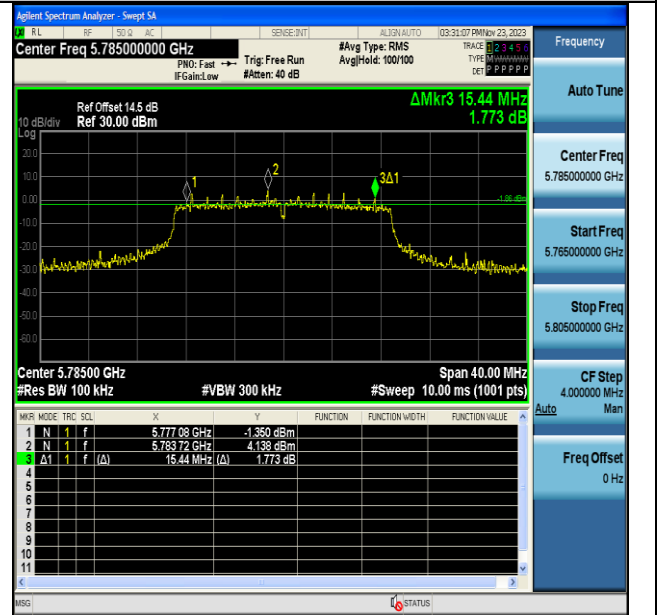 Agilent Spectrum Analyzer - Swept SA
RL RF 50 Ω AC SENSE:INT ALIGN AUTO 03:31:07 PM Nov 23, 2023
Center Freq 5.785000000 GHz #Avg Type: RMS TRACE 1 2 3 4 5 6
PNO: Fast Trig: Free Run Avg|Hold: 100/100 TYPE M
IFGain:Low #Atten: 40 dB DET P P P P P P
Ref Offset 14.5 dB ΔMkr3 15.44 MHz
10 dB/div Ref 30.00 dBm 1.773 dB
Log
20.0
10.0
0.00
-10.0
-20.0
-30.0
-40.0
-50.0
-60.0
1
2
3Δ1
-1.86 dBm
Center 5.78500 GHz Span 40.00 MHz
#Res BW 100 kHz #VBW 300 kHz #Sweep 10.00 ms (1001 pts)
MKR MODE TRC SCL X Y FUNCTION FUNCTION WIDTH FUNCTION VALUE
1 N 1 f 5.777 08 GHz -1.350 dBm
2 N 1 f 5.783 72 GHz 4.138 dBm
3 Δ1 1 f (Δ) 15.44 MHz (Δ) 1.773 dB
4
5
6
7
8
9
10
11
MSG STATUS
Frequency
Auto Tune
Center Freq
5.785000000 GHz
Start Freq
5.765000000 GHz
Stop Freq
5.805000000 GHz
CF Step
4.000000 MHz
Auto Man
Freq Offset
0 Hz